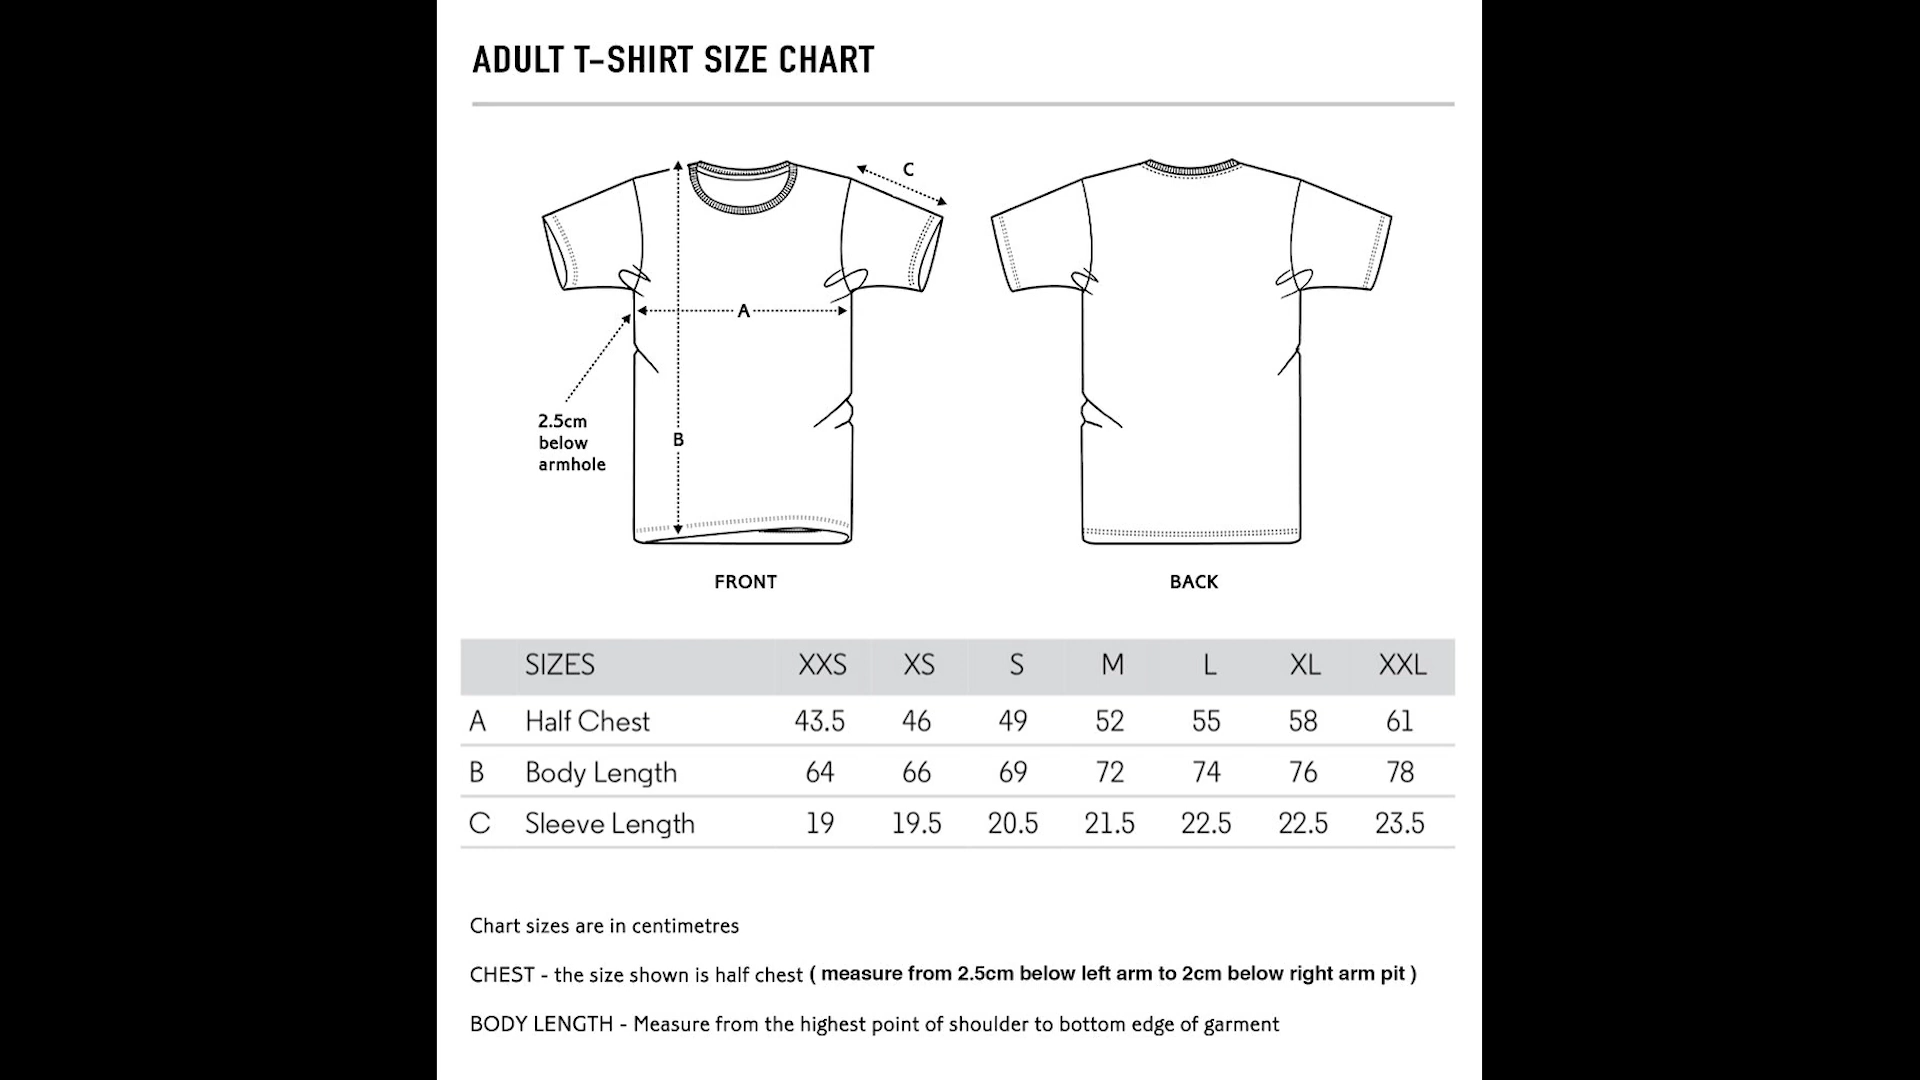 ADULT T-SHIRT SIZE CHART
C
A
2.5cm
below
armhole
B
FRONT
BACK
SIZES XXS XS S M L XL XXL
A Half Chest 43.5 46 49 52 55 58 61
B Body Length 64 66 69 72 74 76 78
C Sleeve Length 19 19.5 20.5 21.5 22.5 22.5 23.5
Chart sizes are in centimetres
CHEST - the size shown is half chest ( measure from 2.5cm below left arm to 2cm below right arm pit )
BODY LENGTH - Measure from the highest point of shoulder to bottom edge of garment